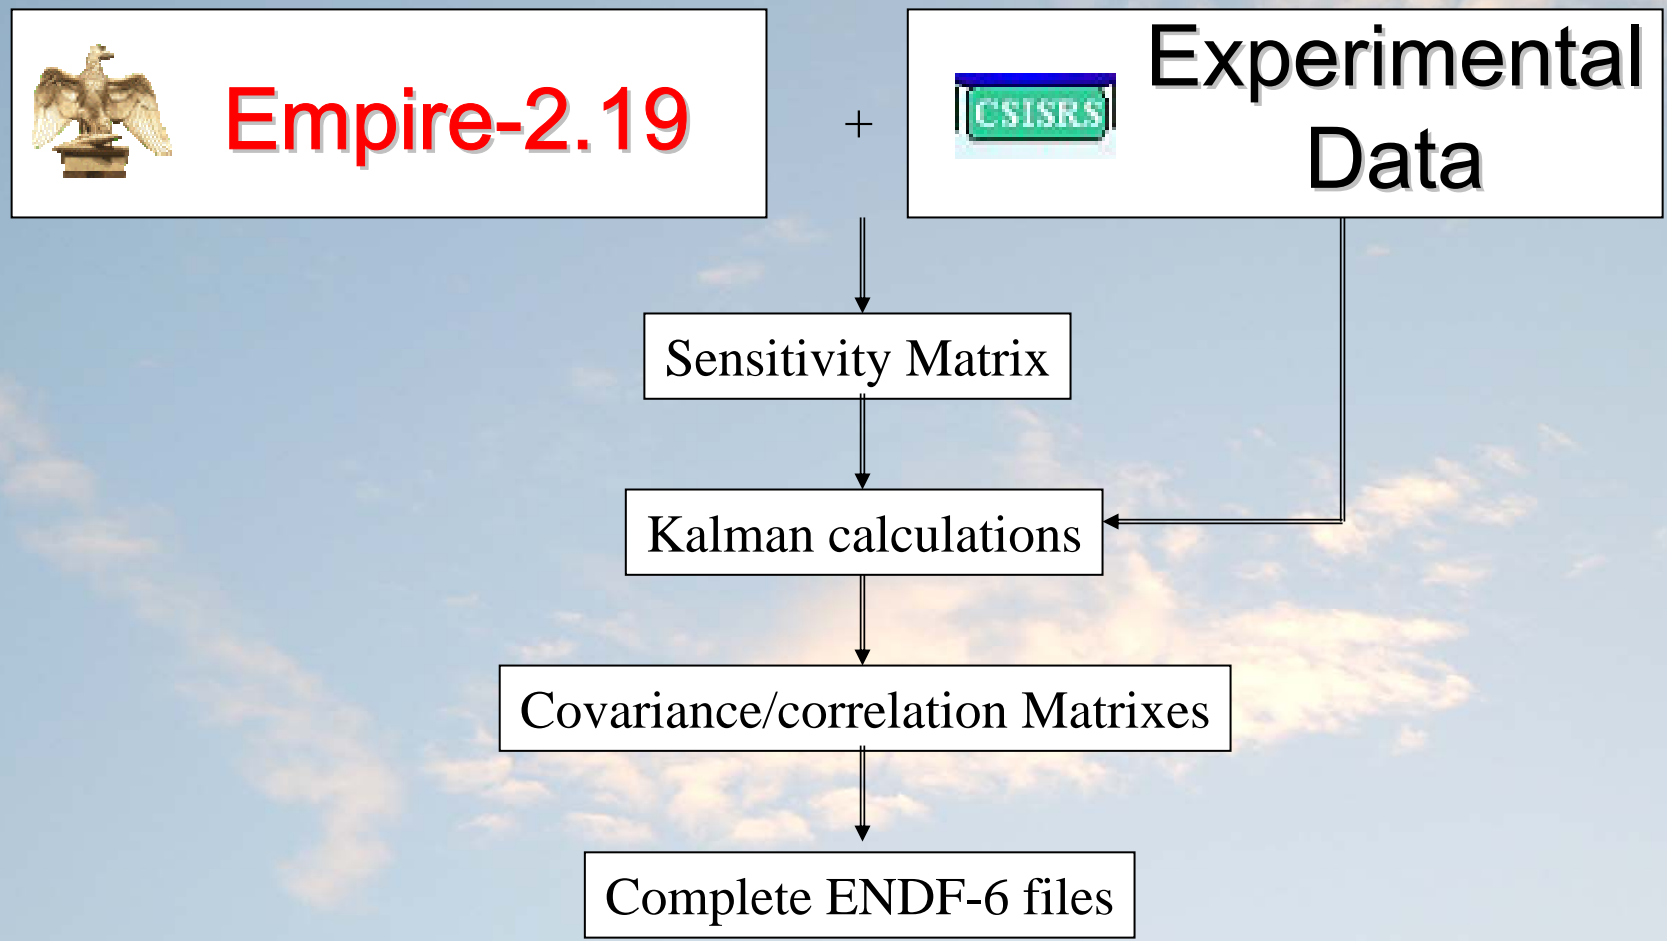 Empire-2.19
+
CSISRS
Experimental
Data
Sensitivity Matrix
Kalman calculations
Covariance/correlation Matrixes
Complete ENDF-6 files